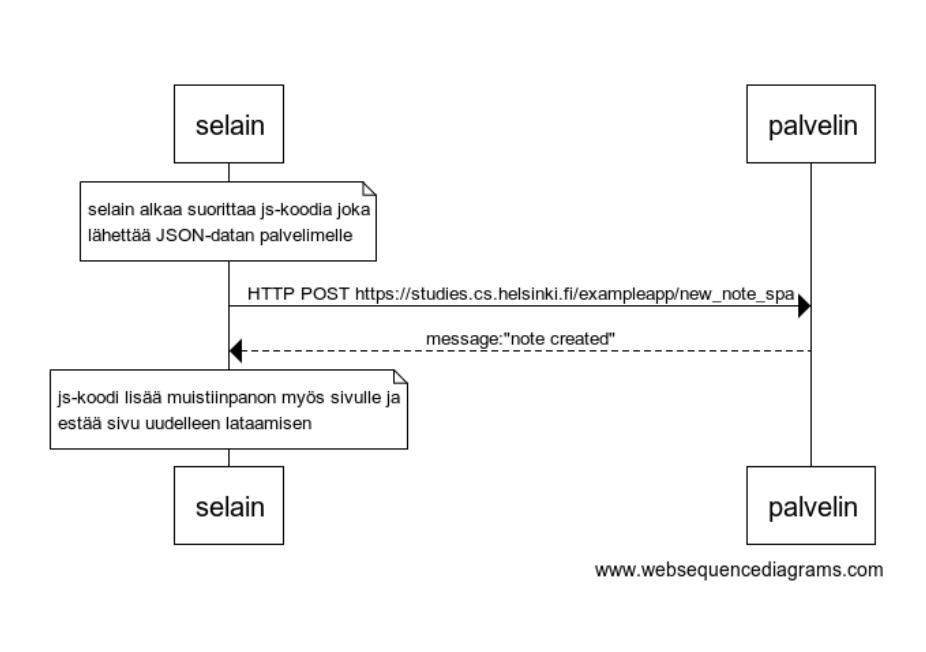 selain
palvelin
selain alkaa suorittaa js-koodia joka
lähettää JSON-datan palvelimelle
HTTP POST https://studies.cs.helsinki.fi/exampleapp/new_note_spa
message:"note created"
js-koodi lisää muistiinpanon myös sivulle ja
estää sivu uudelleen lataamisen
selain
palvelin
www.websequencediagrams.com